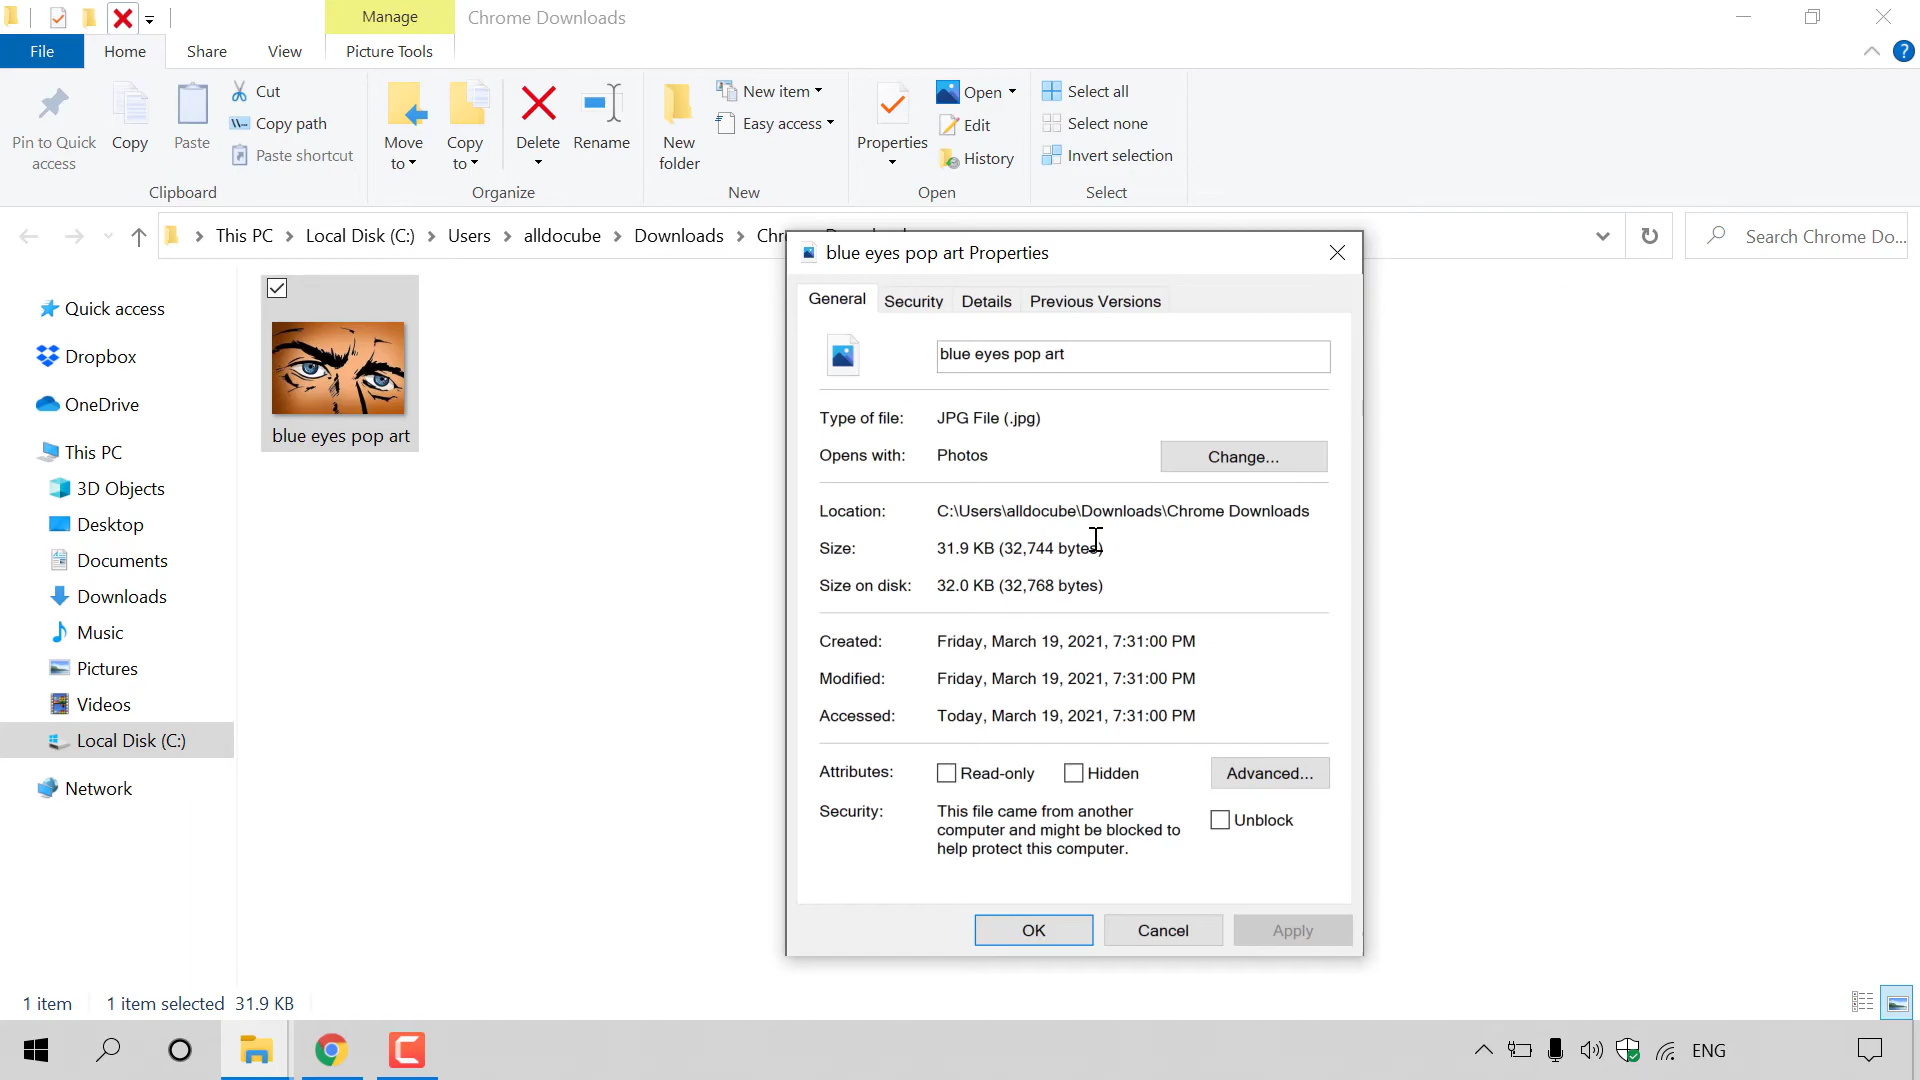 Manage
Chrome Downloads
File
Home
Share
View
Picture Tools
Pin to Quick
access
Copy
Paste
Cut
Copy path
Paste shortcut
Clipboard
Move
to
Copy
to
Delete
Rename
Organize
New
folder
New item
Easy access
New
Properties
Open
Edit
History
Open
Select all
Select none
Invert selection
Select
This PC
Local Disk (C:)
Users
alldocube
Downloads
Search Chrome Do...
Quick access
Dropbox
OneDrive
This PC
3D Objects
Desktop
Documents
Downloads
Music
Pictures
Videos
Local Disk (C:)
Network
blue eyes pop art
blue eyes pop art Properties
General
Security
Details
Previous Versions
blue eyes pop art
Type of file: JPG File (.jpg)
Opens with: Photos
Change...
Location: C:\Users\alldocube\Downloads\Chrome Downloads
Size: 31.9 KB (32,744 bytes)
Size on disk: 32.0 KB (32,768 bytes)
Created: Friday, March 19, 2021, 7:31:00 PM
Modified: Friday, March 19, 2021, 7:31:00 PM
Accessed: Today, March 19, 2021, 7:31:00 PM
Attributes: Read-only Hidden
Advanced...
Security: This file came from another
computer and might be blocked to
help protect this computer.
Unblock
OK
Cancel
Apply
1 item
1 item selected 31.9 KB
ENG